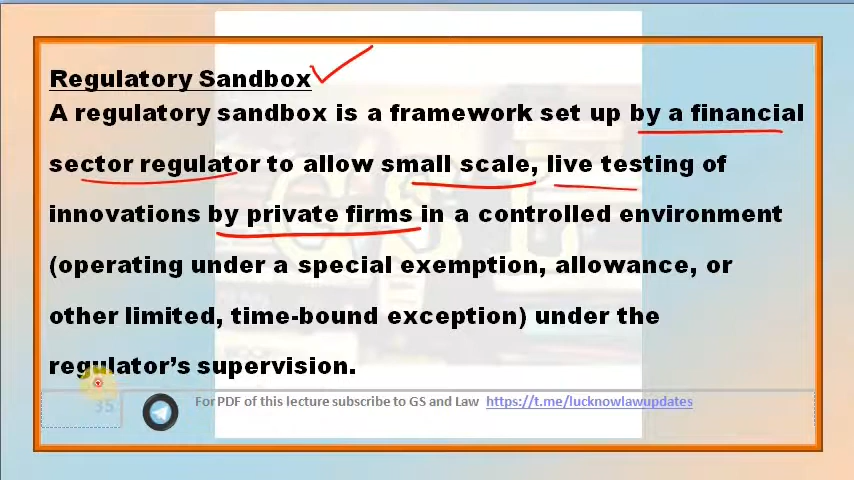 Regulatory Sandbox
A regulatory sandbox is a framework set up by a financial
sector regulator to allow small scale, live testing of
innovations by private firms in a controlled environment
(operating under a special exemption, allowance, or
other limited, time-bound exception) under the
regulator’s supervision.
35
For PDF of this lecture subscribe to GS and Law https://t.me/lucknowlawupdates